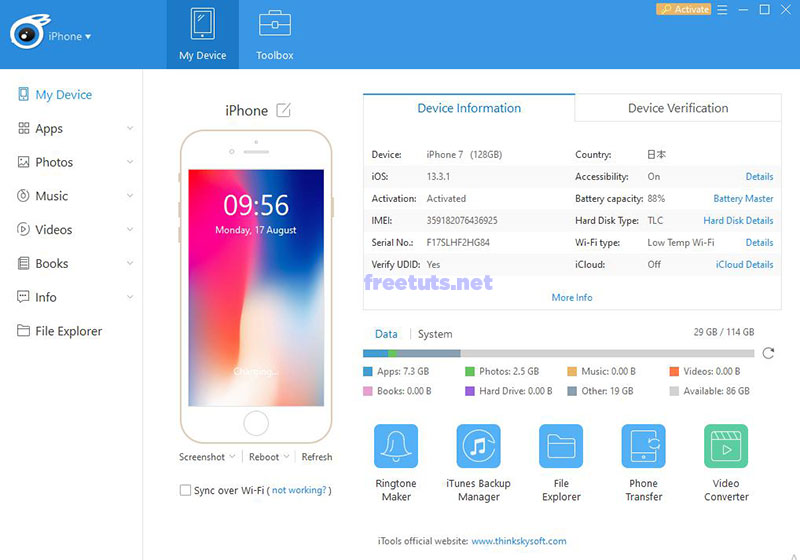 iPhone
My Device
Toolbox
Activate
My Device
Apps
Photos
Music
Videos
Books
Info
File Explorer
iPhone
09:56
Monday, 17 August
Charging...
Screenshot
Reboot
Refresh
Sync over Wi-Fi ( not working? )
Device Information
Device Verification
Device: iPhone 7 (128GB) Country: 日本
iOS: 13.3.1 Accessibility: On Details
Activation: Activated Battery capacity: 88% Battery Master
IMEI: 359182076436925 Hard Disk Type: TLC Hard Disk Details
Serial No.: F17SLHF2HG84 Wi-Fi type: Low Temp Wi-Fi Details
Verify UDID: Yes iCloud: Off iCloud Details
freetuts.net
More Info
Data | System 29 GB / 114 GB
Apps: 7.3 GB Photos: 2.5 GB Music: 0.00 B Videos: 0.00 B
Books: 0.00 B Hard Drive: 0.00 B Other: 19 GB Available: 86 GB
Ringtone
Maker
iTunes Backup
Manager
File
Explorer
Phone
Transfer
Video
Converter
iTools official website: www.thinkskysoft.com